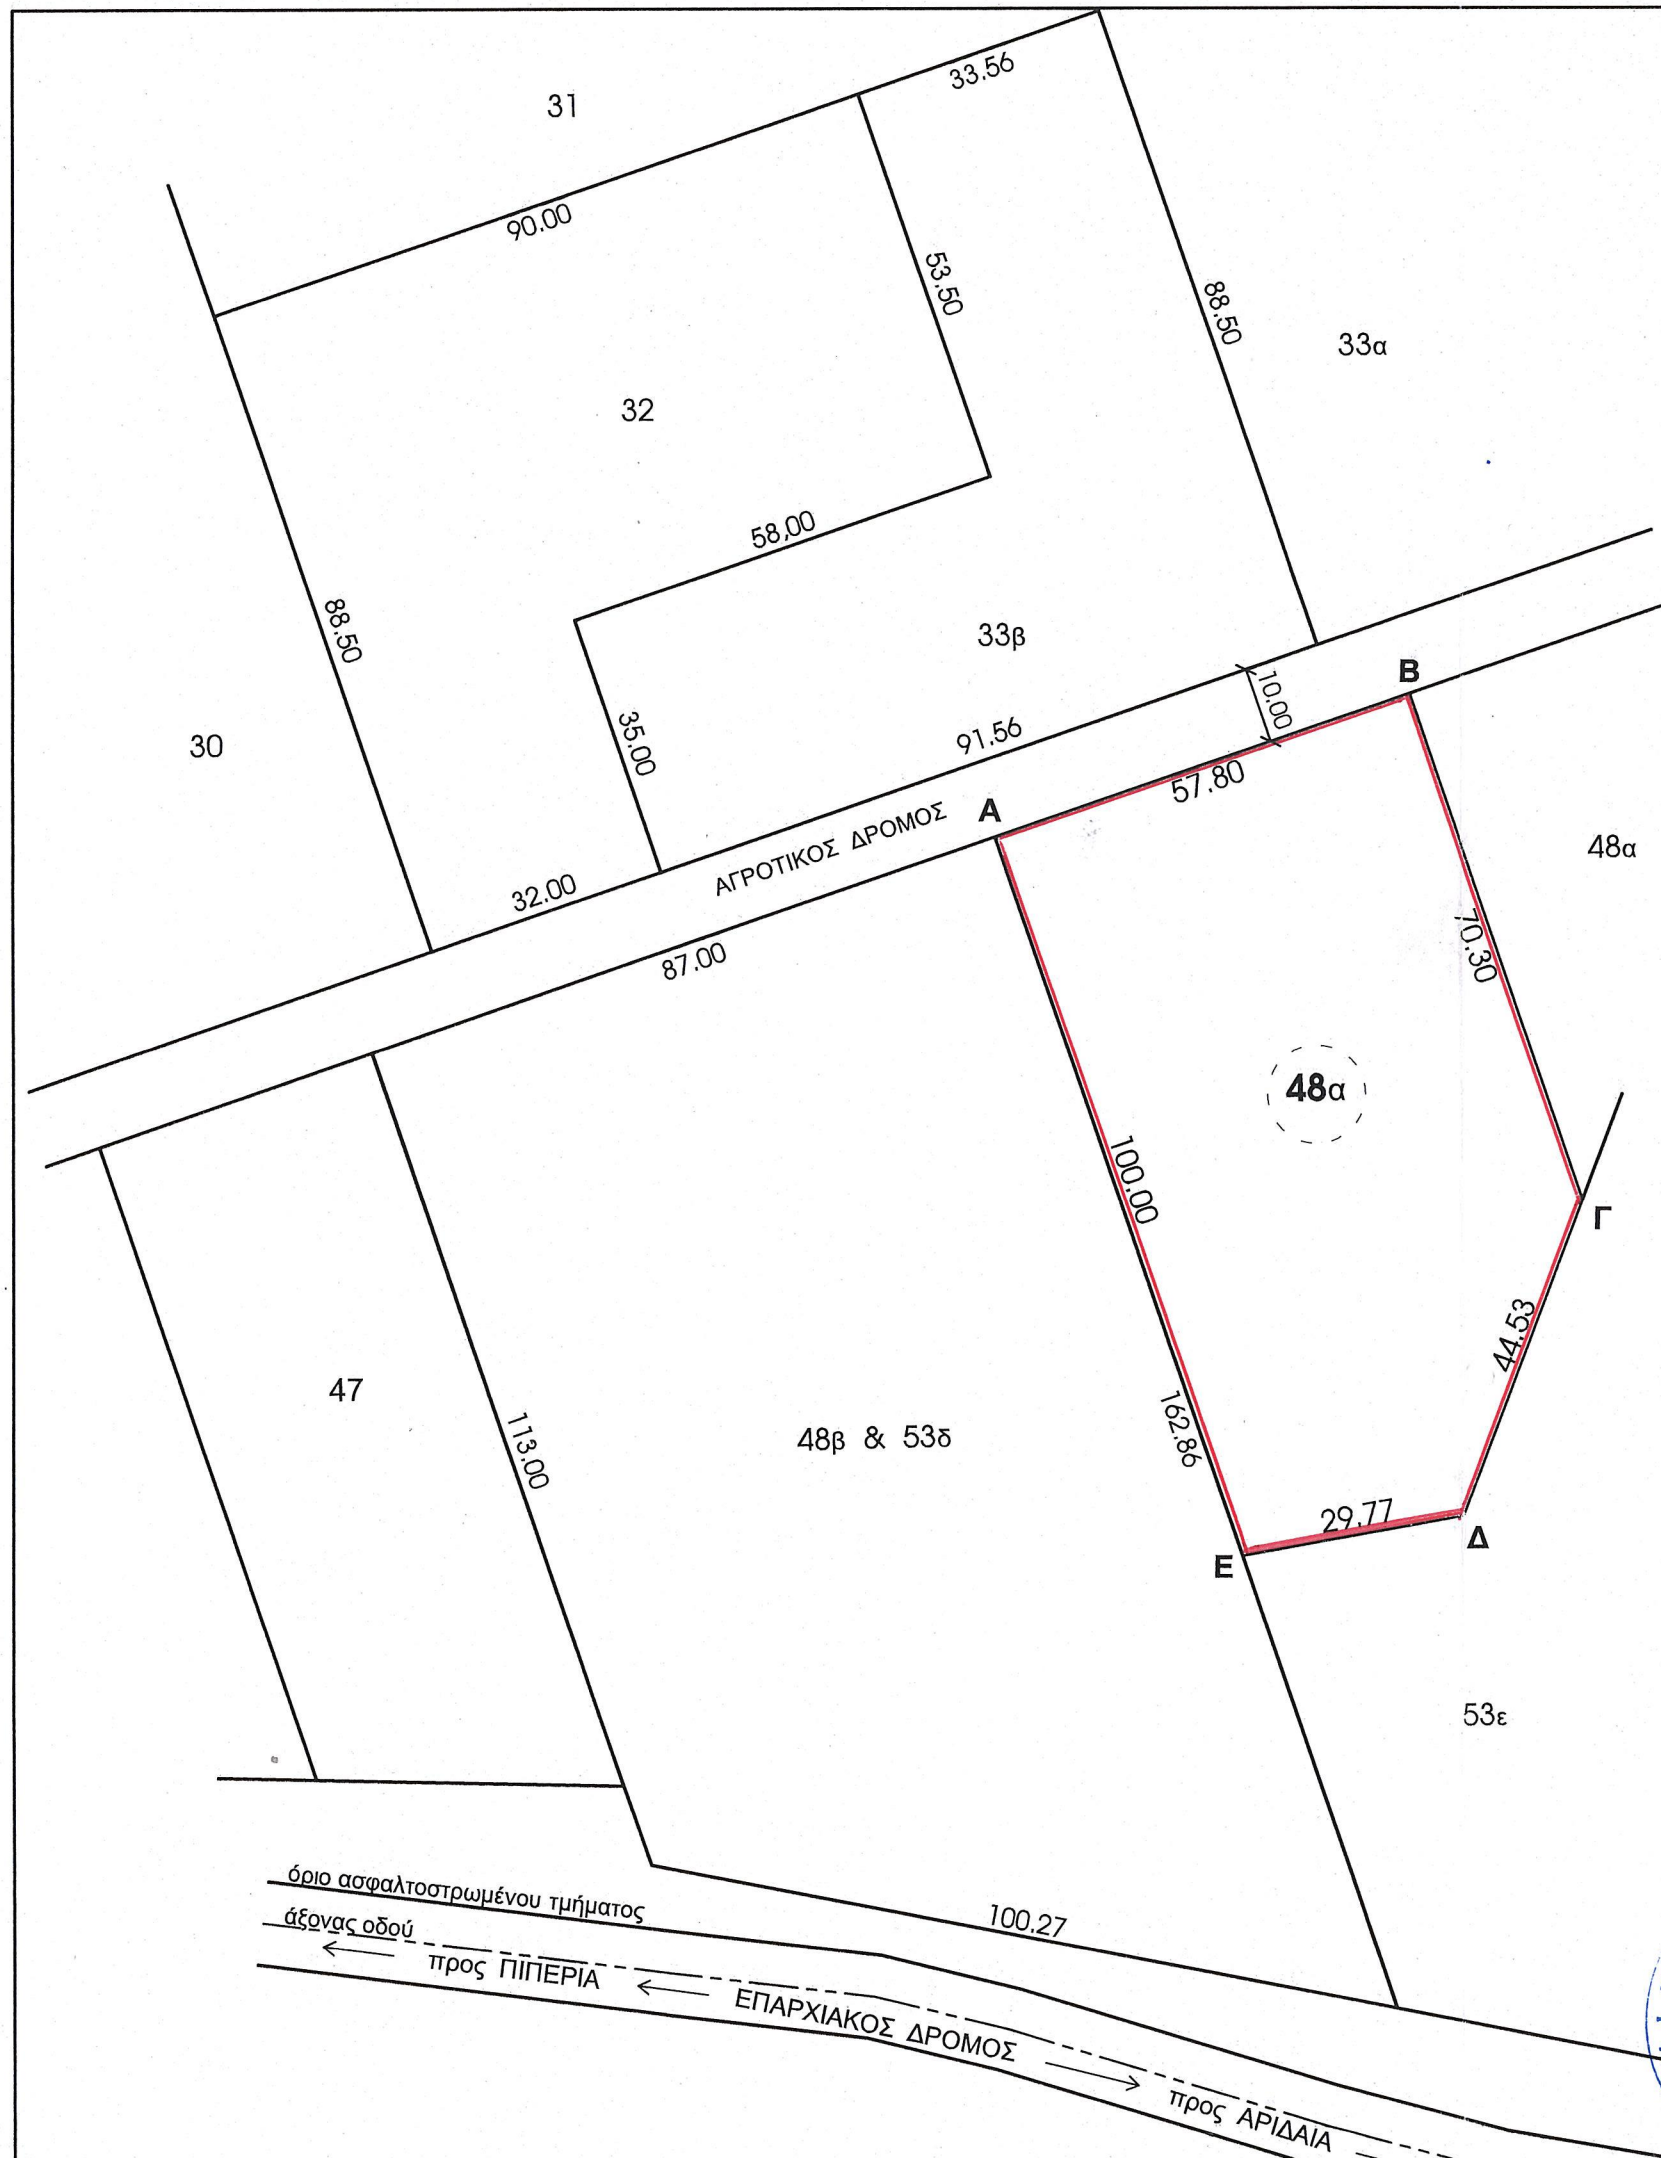 33.56
31
90.00
53.50
88.50
33α
32
58,00
88.50
33β
B
10.00
35.00
30
91.56
57.80
A
ΑΓΡΟΤΙΚΟΣ ΔΡΟΜΟΣ
48α
32.00
87.00
70.30
48α
100.00
Γ
44.53
47
113.00
48β & 53δ
162.86
29.77
Δ
E
53ε
όριο ασφαλτοστρωμένου τμήματος
άξονας οδού
100.27
προς ΠΙΠΕΡΙΑ
ΕΠΑΡΧΙΑΚΟΣ ΔΡΟΜΟΣ
προς ΑΡΙΔΑΙΑ